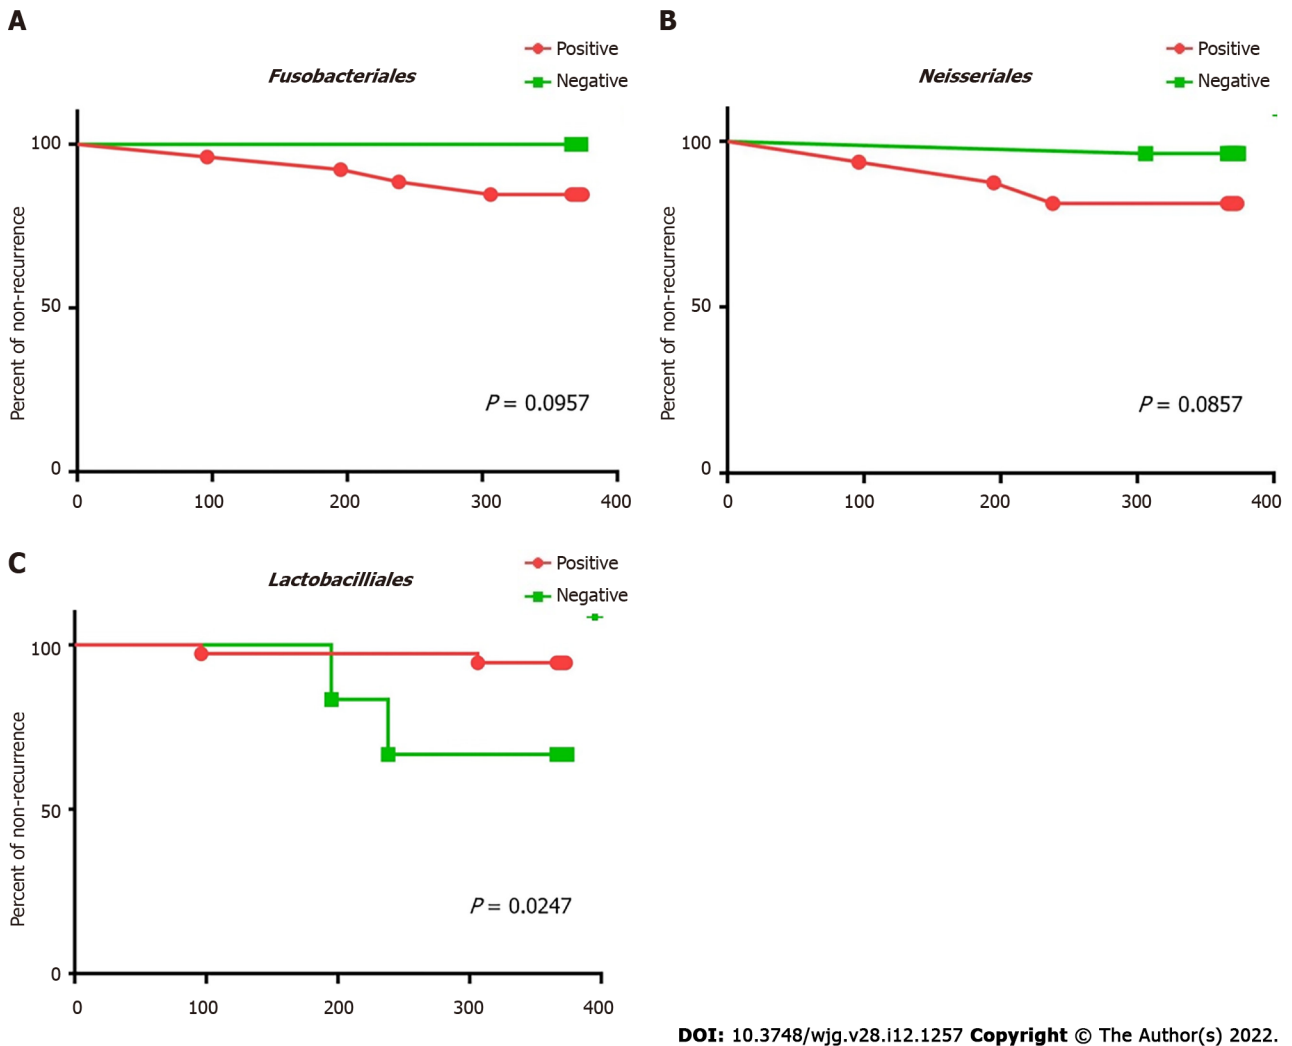 A
Positive
Fusobacteriales
Negative
100
50
0
Percent of non-recurrence
P = 0.0957
0 100 200 300 400
B
Positive
Neisseriales
Negative
100
50
0
Percent of non-recurrence
P = 0.0857
0 100 200 300 400
C
Positive
Lactobacilliales
Negative
100
50
0
Percent of non-recurrence
P = 0.0247
0 100 200 300 400
DOI: 10.3748/wjg.v28.i12.1257 Copyright © The Author(s) 2022.